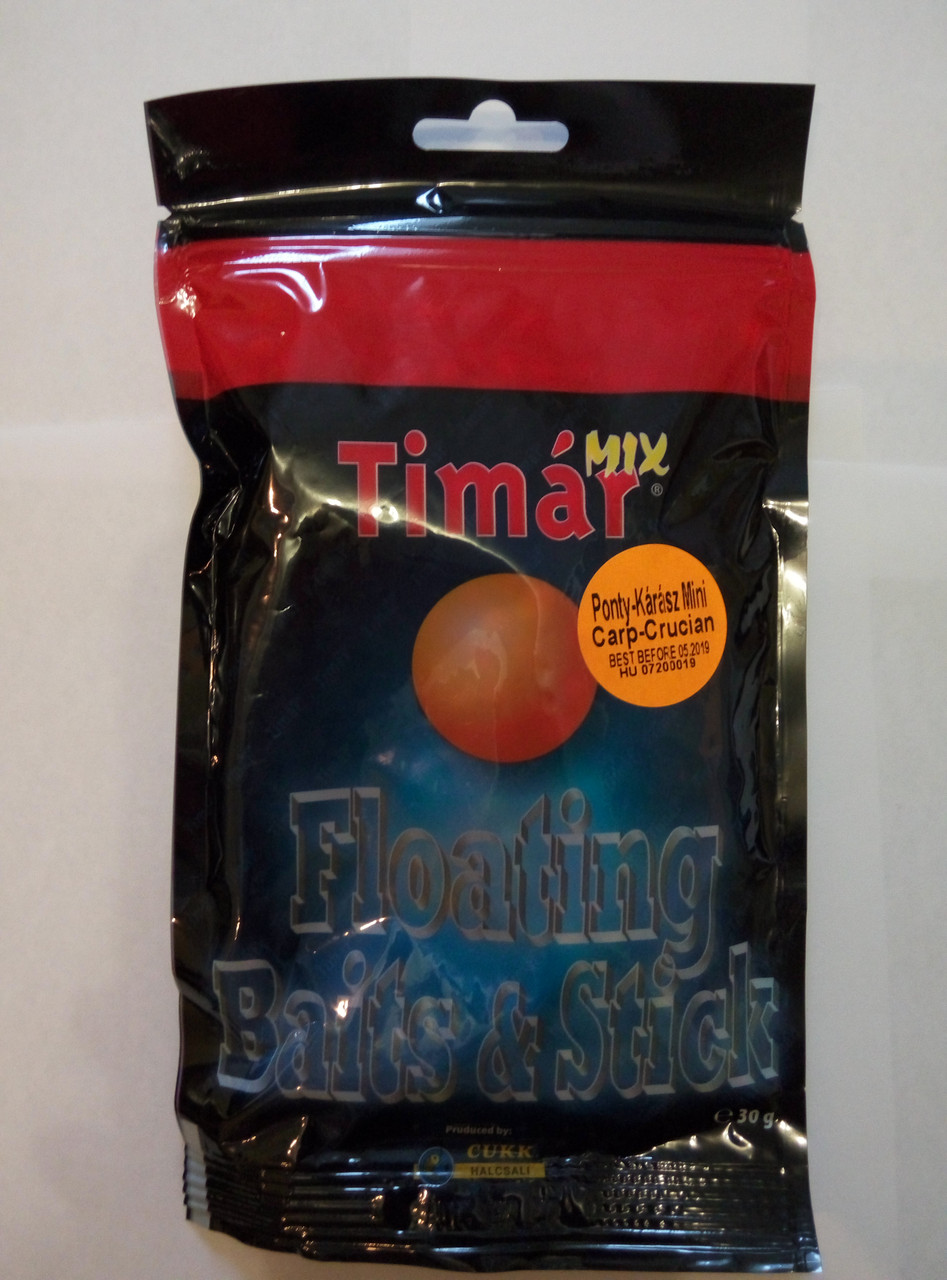 Timár MIX ®
Ponty-Kárász Mini
Carp-Crucian
BEST BEFORE 05.2019
HU 07200019
Floating
Baits & Stick
℮ 30 g
Produced by:
CUKK
HALCSALI